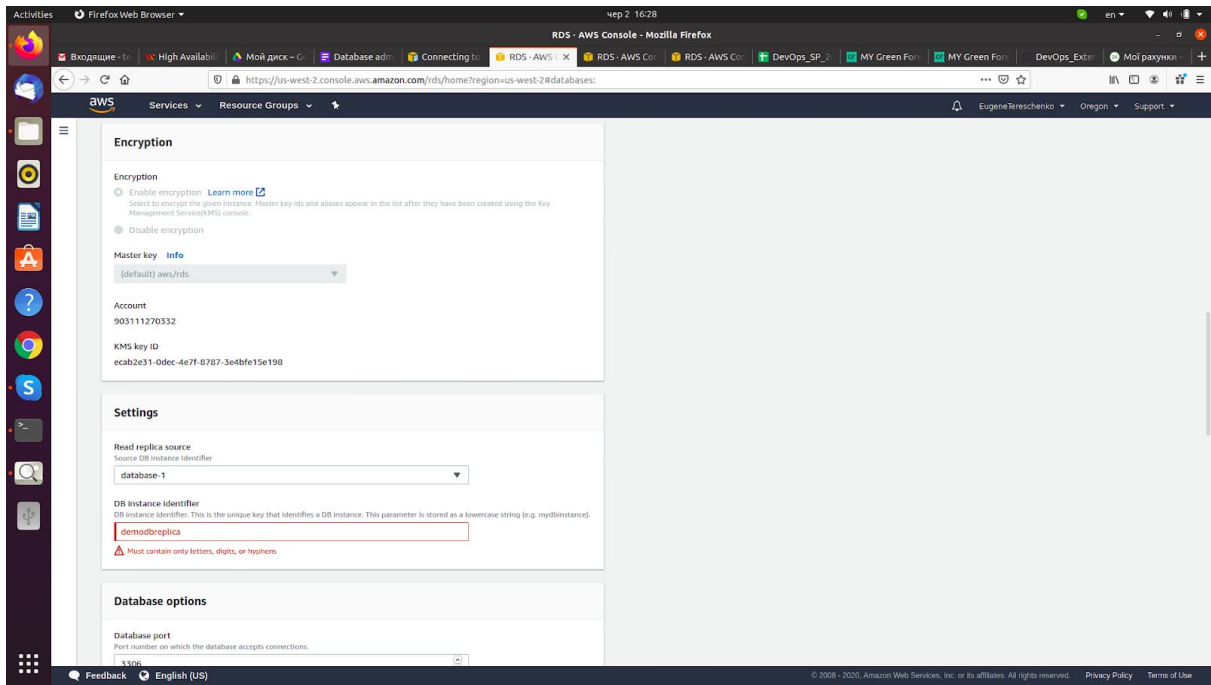 Activities Firefox Web Browser чер 2 16:28 en
RDS · AWS Console - Mozilla Firefox
Входящие - te High Availabili Мой диск – Go Database adm Connecting to RDS · AWS C RDS · AWS Con RDS · AWS Con DevOps_SP_2 MY Green Fore MY Green Forc DevOps_Exter Мої рахунки –
https://us-west-2.console.aws.amazon.com/rds/home?region=us-west-2#databases:
aws Services Resource Groups EugeneTereschenko Oregon Support
Encryption
Encryption
Enable encryption Learn more
Select to encrypt the given instance. Master key ids and aliases appear in the list after they have been created using the Key
Management Service(KMS) console.
Disable encryption
Master key Info
(default) aws/rds
Account
903111270332
KMS key ID
ecab2e31-0dec-4e7f-8787-3e4bfe15e198
Settings
Read replica source
Source DB instance Identifier
database-1
DB instance identifier
DB instance identifier. This is the unique key that identifies a DB instance. This parameter is stored as a lowercase string (e.g. mydbinstance).
demodbreplica
Must contain only letters, digits, or hyphens
Database options
Database port
Port number on which the database accepts connections.
3306
Feedback English (US) © 2008 - 2020, Amazon Web Services, Inc. or its affiliates. All rights reserved. Privacy Policy Terms of Use